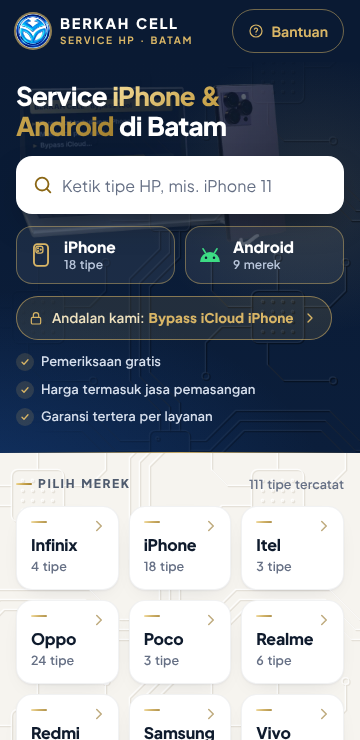 BERKAH CELL
SERVICE HP · BATAM
Bantuan
Service iPhone &
Android di Batam
Ketik tipe HP, mis. iPhone 11
iPhone
18 tipe
Android
9 merek
Andalan kami: Bypass iCloud iPhone
Pemeriksaan gratis
Harga termasuk jasa pemasangan
Garansi tertera per layanan
PILIH MEREK
111 tipe tercatat
Infinix
4 tipe
iPhone
18 tipe
Itel
3 tipe
Oppo
24 tipe
Poco
3 tipe
Realme
6 tipe
Redmi
Samsung
Vivo